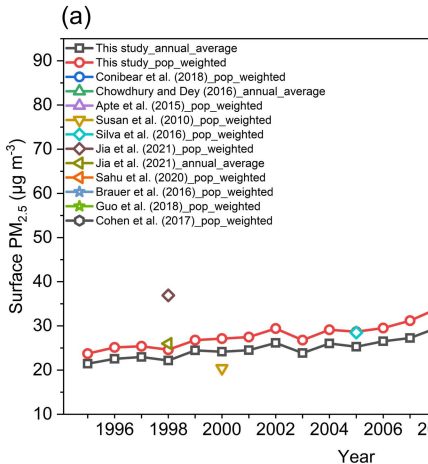 (a)
This study_annual_average
This study_pop_weighted
Conibear et al. (2018)_pop_weighted
Chowdhury and Dey (2016)_annual_average
Apte et al. (2015)_pop_weighted
Susan et al. (2010)_pop_weighted
Silva et al. (2016)_pop_weighted
Jia et al. (2021)_pop_weighted
Jia et al. (2021)_annual_average
Sahu et al. (2020)_pop_weighted
Brauer et al. (2016)_pop_weighted
Guo et al. (2018)_pop_weighted
Cohen et al. (2017)_pop_weighted
Surface PM2.5 (µg m-3)
90
80
70
60
50
40
30
20
10
1996 1998 2000 2002 2004 2006 20
Year